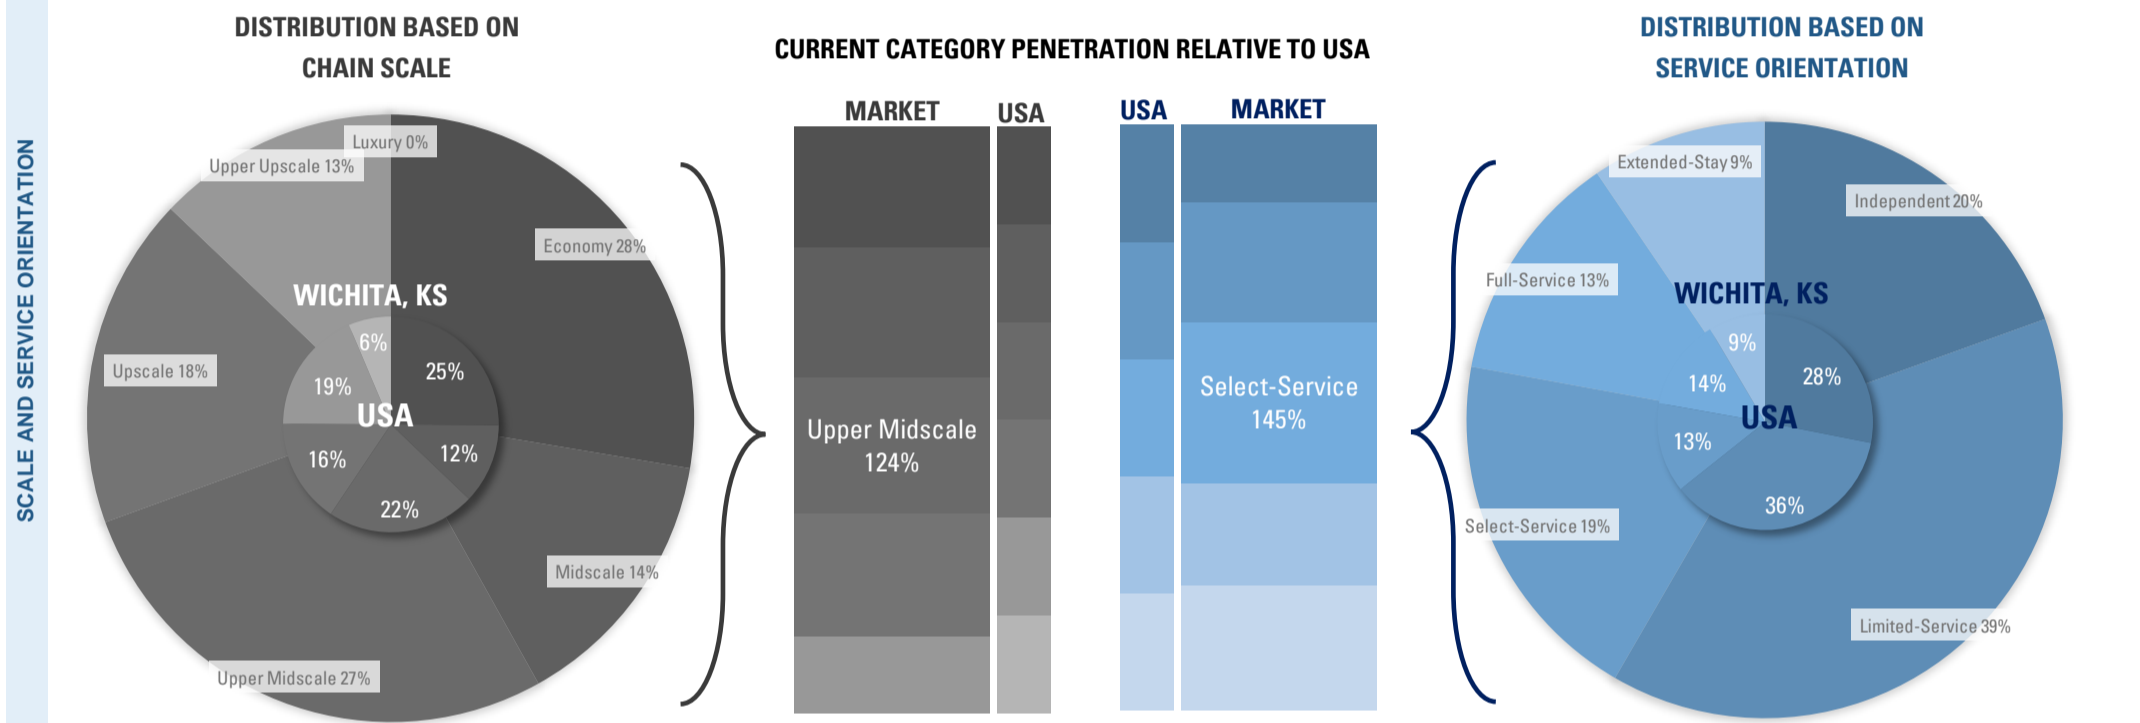 SCALE AND SERVICE ORIENTATION
DISTRIBUTION BASED ON
CHAIN SCALE
Luxury 0%
Upper Upscale 13%
Economy 28%
WICHITA, KS
6%
25%
Upscale 18%
19%
USA
12%
16%
22%
Midscale 14%
Upper Midscale 27%
CURRENT CATEGORY PENETRATION RELATIVE TO USA
MARKET
USA
USA
MARKET
Upper Midscale
124%
Select-Service
145%
DISTRIBUTION BASED ON
SERVICE ORIENTATION
Extended-Stay 9%
Independent 20%
Full-Service 13%
WICHITA, KS
9%
28%
14%
USA
13%
36%
Select-Service 19%
Limited-Service 39%